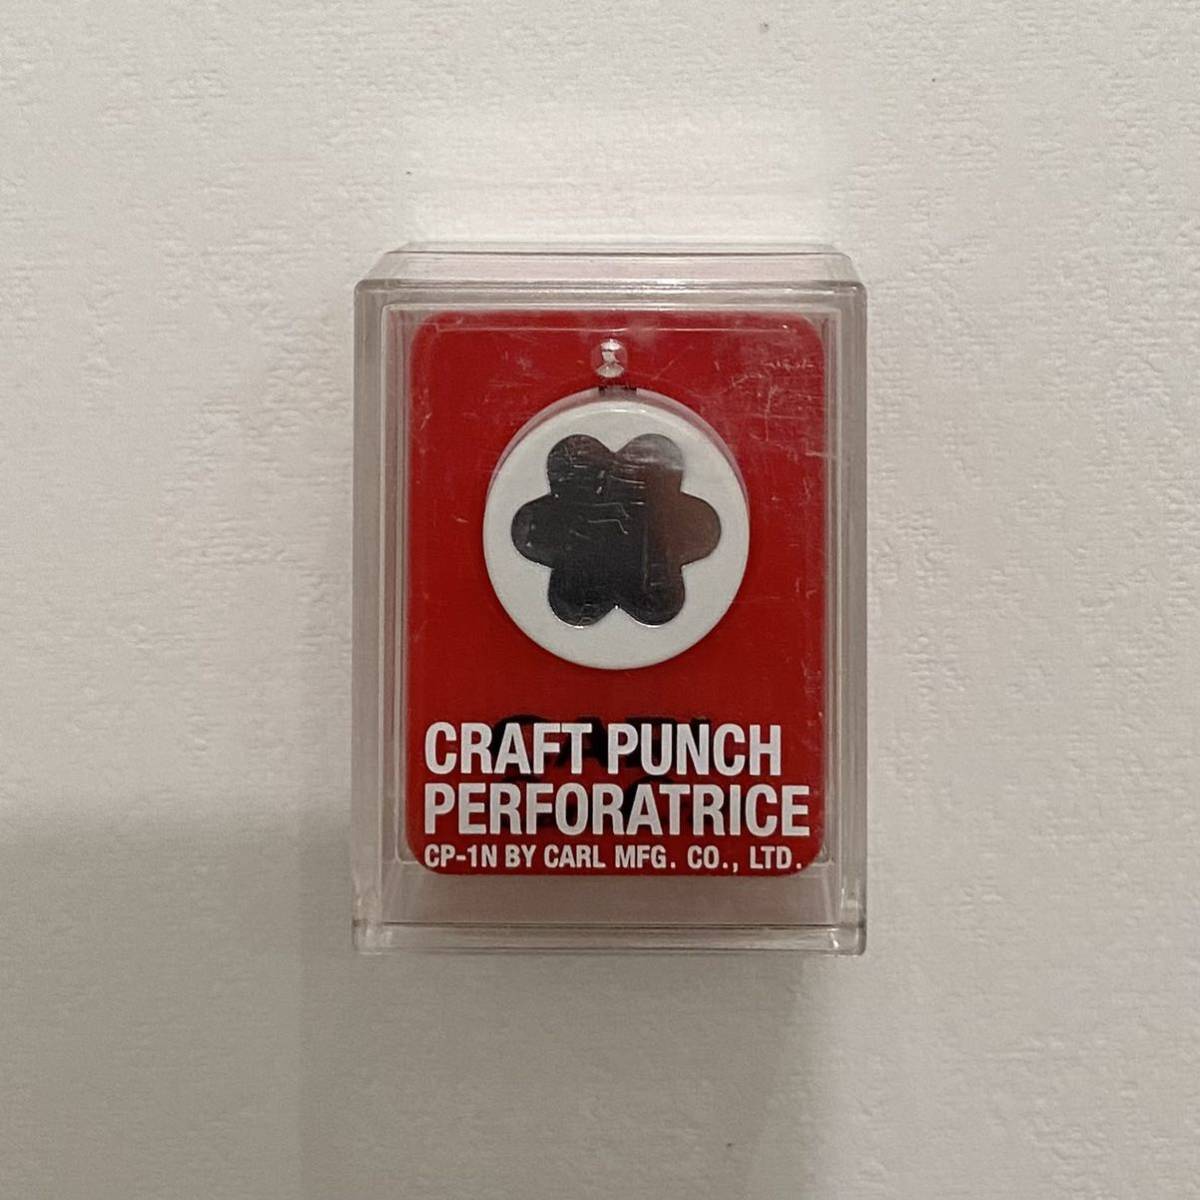 CRAFT PUNCH
PERFORATRICE
CP-1N BY CARL MFG. CO., LTD.